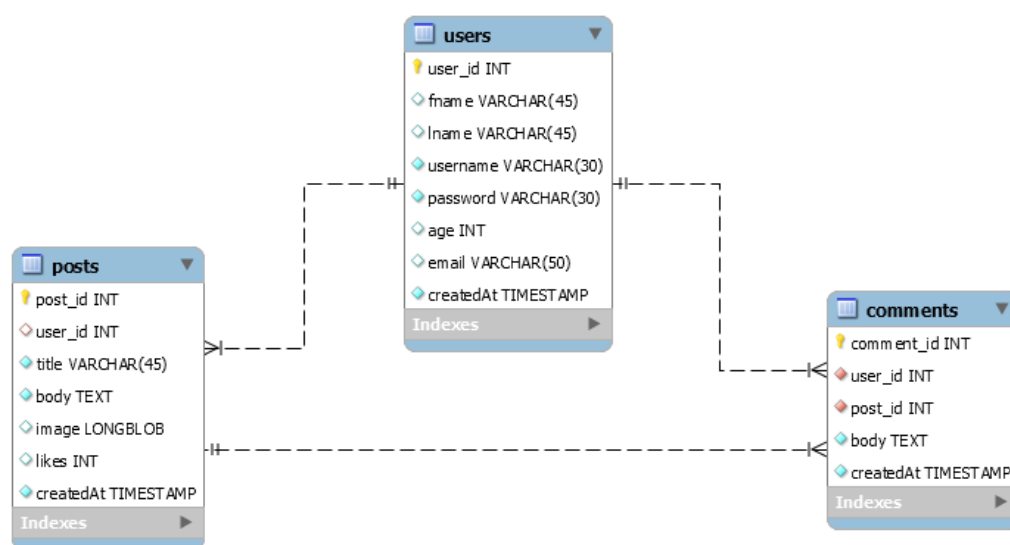 users
user_id INT
fname VARCHAR(45)
lname VARCHAR(45)
username VARCHAR(30)
password VARCHAR(30)
age INT
email VARCHAR(50)
createdAt TIMESTAMP
Indexes
posts
post_id INT
user_id INT
title VARCHAR(45)
body TEXT
image LONGBLOB
likes INT
createdAt TIMESTAMP
Indexes
comments
comment_id INT
user_id INT
post_id INT
body TEXT
createdAt TIMESTAMP
Indexes